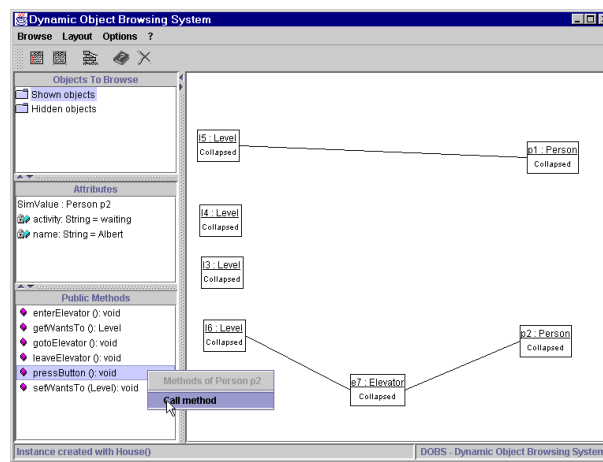 Dynamic Object Browsing System
Browse Layout Options ?
Objects To Browse
Shown objects
Hidden objects
Attributes
SimValue : Person p2
activity: String = waiting
name: String = Albert
Public Methods
enterElevator (): void
getWantsTo (): Level
gotoElevator (): void
leaveElevator (): void
pressButton (): void
setWantsTo (Level): void
Methods of Person p2
Call method
l5 : Level
Collapsed
p1 : Person
Collapsed
l4 : Level
Collapsed
l3 : Level
Collapsed
l6 : Level
Collapsed
p2 : Person
Collapsed
e7 : Elevator
Collapsed
Instance created with House()
DOBS - Dynamic Object Browsing System